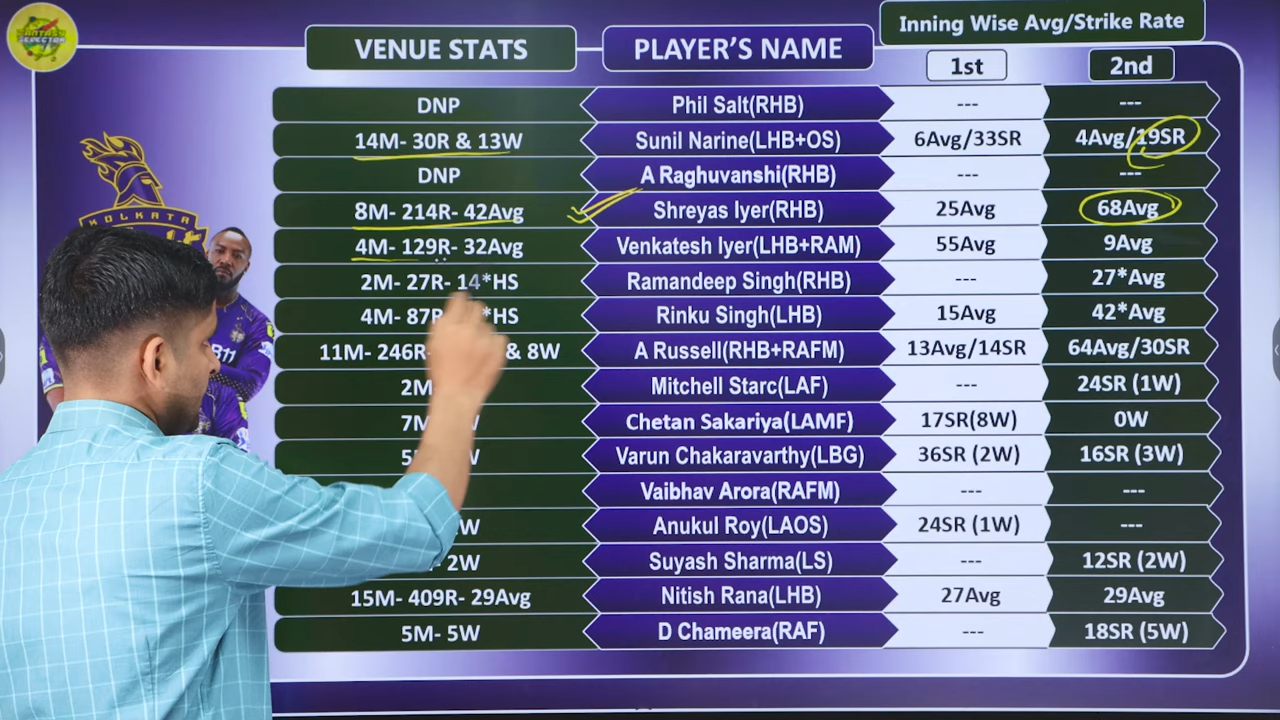 FANTASY
SELECTOR
Inning Wise Avg/Strike Rate
VENUE STATS
PLAYER'S NAME
1st
2nd
DNP Phil Salt(RHB) --- ---
14M- 30R & 13W Sunil Narine(LHB+OS) 6Avg/33SR 4Avg/19SR
DNP A Raghuvanshi(RHB) --- ---
8M- 214R- 42Avg Shreyas Iyer(RHB) 25Avg 68Avg
4M- 129R- 32Avg Venkatesh Iyer(LHB+RAM) 55Avg 9Avg
2M- 27R- 14*HS Ramandeep Singh(RHB) --- 27*Avg
4M- 87R *HS Rinku Singh(LHB) 15Avg 42*Avg
11M- 246R- & 8W A Russell(RHB+RAFM) 13Avg/14SR 64Avg/30SR
2M Mitchell Starc(LAF) --- 24SR (1W)
7M Chetan Sakariya(LAMF) 17SR(8W) 0W
Varun Chakaravarthy(LBG) 36SR (2W) 16SR (3W)
Vaibhav Arora(RAFM) --- ---
W Anukul Roy(LAOS) 24SR (1W) ---
2W Suyash Sharma(LS) --- 12SR (2W)
15M- 409R- 29Avg Nitish Rana(LHB) 27Avg 29Avg
5M- 5W D Chameera(RAF) --- 18SR (5W)
KOLKATA